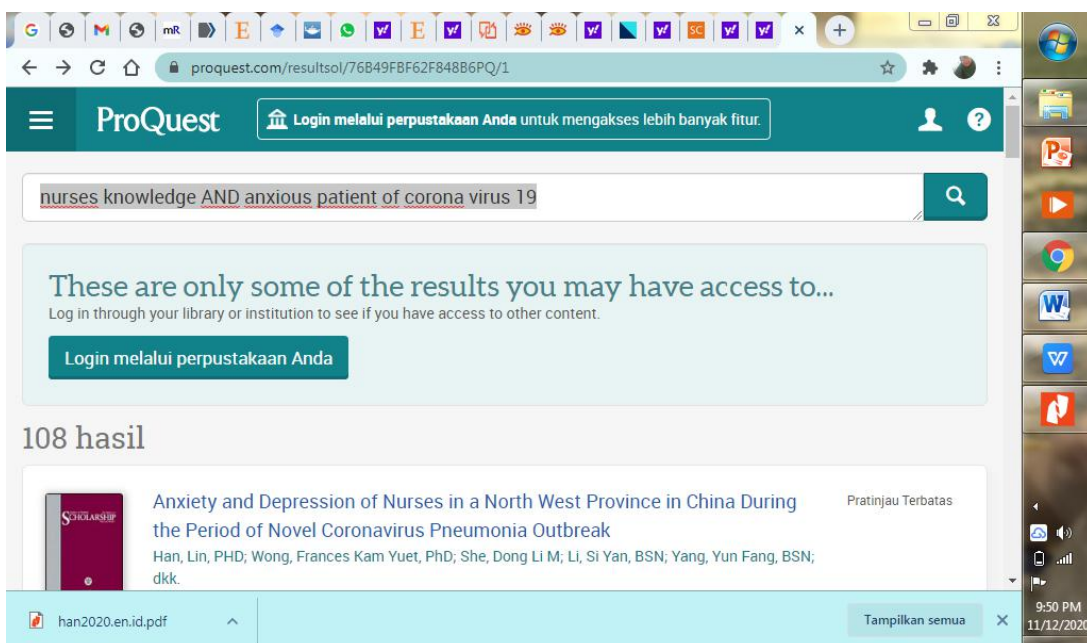 proquest.com/resultsol/76B49FBF62F848B6PQ/1
ProQuest
Login melalui perpustakaan Anda untuk mengakses lebih banyak fitur.
nurses knowledge AND anxious patient of corona virus 19
These are only some of the results you may have access to...
Log in through your library or institution to see if you have access to other content.
Login melalui perpustakaan Anda
108 hasil
SCHOLARSHIP
Anxiety and Depression of Nurses in a North West Province in China During
the Period of Novel Coronavirus Pneumonia Outbreak
Pratinjau Terbatas
Han, Lin, PHD; Wong, Frances Kam Yuet, PhD; She, Dong Li M; Li, Si Yan, BSN; Yang, Yun Fang, BSN;
dkk.
han2020.en.id.pdf
Tampilkan semua
9:50 PM
11/12/2020